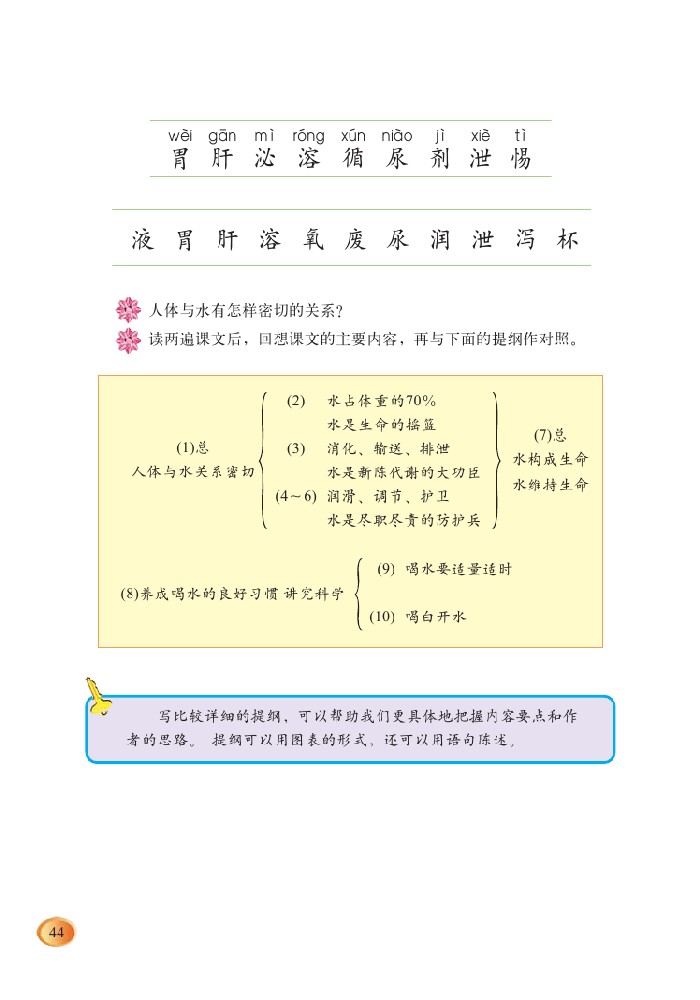 wèi gān mì róng xún niào jì xiè tì
胃 肝 泌 溶 循 尿 剂 泄 惕
液 胃 肝 溶 氧 废 尿 润 泄 泻 杯
人体与水有怎样密切的关系？
读两遍课文后，回想课文的主要内容，再与下面的提纲作对照。
(1)总
人体与水关系密切
(2) 水占体重的70%
水是生命的摇篮
(3) 消化、输送、排泄
水是新陈代谢的大功臣
(4～6) 润滑、调节、护卫
水是尽职尽责的防护兵
(7)总
水构成生命
水维持生命
(8)养成喝水的良好习惯 讲究科学
(9) 喝水要适量适时
(10) 喝白开水
写比较详细的提纲，可以帮助我们更具体地把握内容要点和作
者的思路。提纲可以用图表的形式，还可以用语句陈述。
44